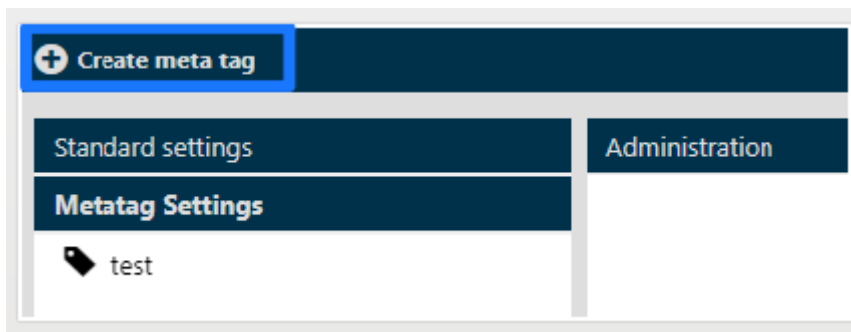 Create meta tag
Standard settings
Administration
Metatag Settings
test